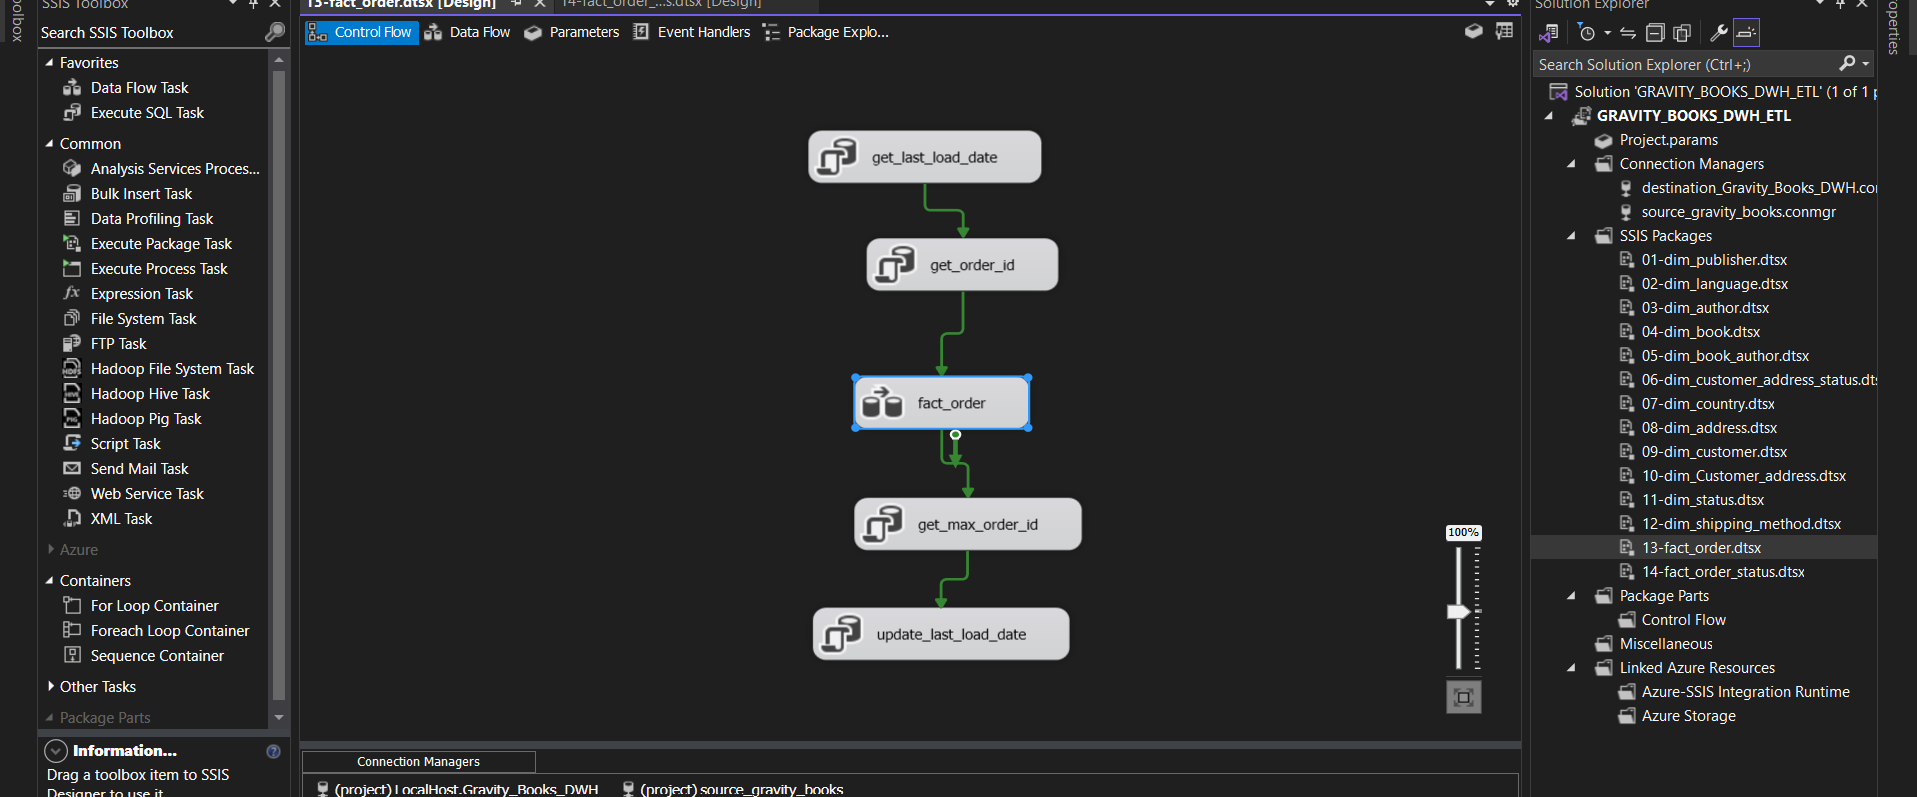 SSIS Toolbox
Search SSIS Toolbox
Favorites
Data Flow Task
Execute SQL Task
Common
Analysis Services Proces...
Bulk Insert Task
Data Profiling Task
Execute Package Task
Execute Process Task
Expression Task
File System Task
FTP Task
Hadoop File System Task
Hadoop Hive Task
Hadoop Pig Task
Script Task
Send Mail Task
Web Service Task
XML Task
Azure
Containers
For Loop Container
Foreach Loop Container
Sequence Container
Other Tasks
Package Parts
Information...
Drag a toolbox item to SSIS
Designer to use it
13-fact_order.dtsx [Design]
14-fact_order_...s.dtsx [Design]
Control Flow
Data Flow
Parameters
Event Handlers
Package Explo...
get_last_load_date
get_order_id
fact_order
get_max_order_id
update_last_load_date
100%
Connection Managers
(project) LocalHost.Gravity_Books_DWH
(project) source_gravity_books
Solution Explorer
Search Solution Explorer (Ctrl+;)
Solution 'GRAVITY_BOOKS_DWH_ETL' (1 of 1 p
GRAVITY_BOOKS_DWH_ETL
Project.params
Connection Managers
destination_Gravity_Books_DWH.con
source_gravity_books.conmgr
SSIS Packages
01-dim_publisher.dtsx
02-dim_language.dtsx
03-dim_author.dtsx
04-dim_book.dtsx
05-dim_book_author.dtsx
06-dim_customer_address_status.dts
07-dim_country.dtsx
08-dim_address.dtsx
09-dim_customer.dtsx
10-dim_Customer_address.dtsx
11-dim_status.dtsx
12-dim_shipping_method.dtsx
13-fact_order.dtsx
14-fact_order_status.dtsx
Package Parts
Control Flow
Miscellaneous
Linked Azure Resources
Azure-SSIS Integration Runtime
Azure Storage
Properties